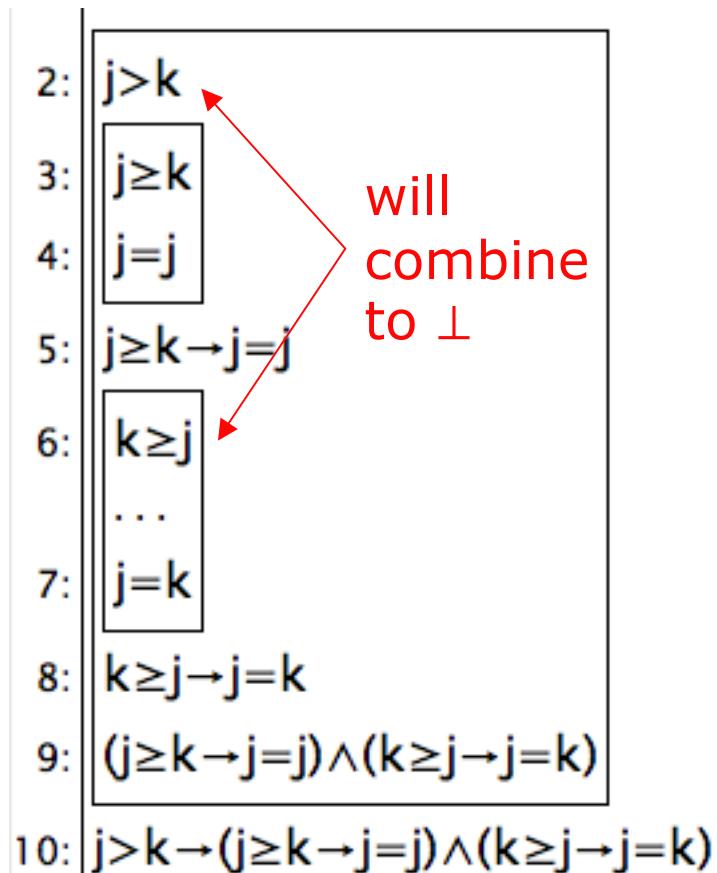 2: j>k
3: j≥k
4: j=j
will
combine
to ⊥
5: j≥k→j=j
6: k≥j
...
7: j=k
8: k≥j→j=k
9: (j≥k→j=j)∧(k≥j→j=k)
10: j>k→(j≥k→j=j)∧(k≥j→j=k)